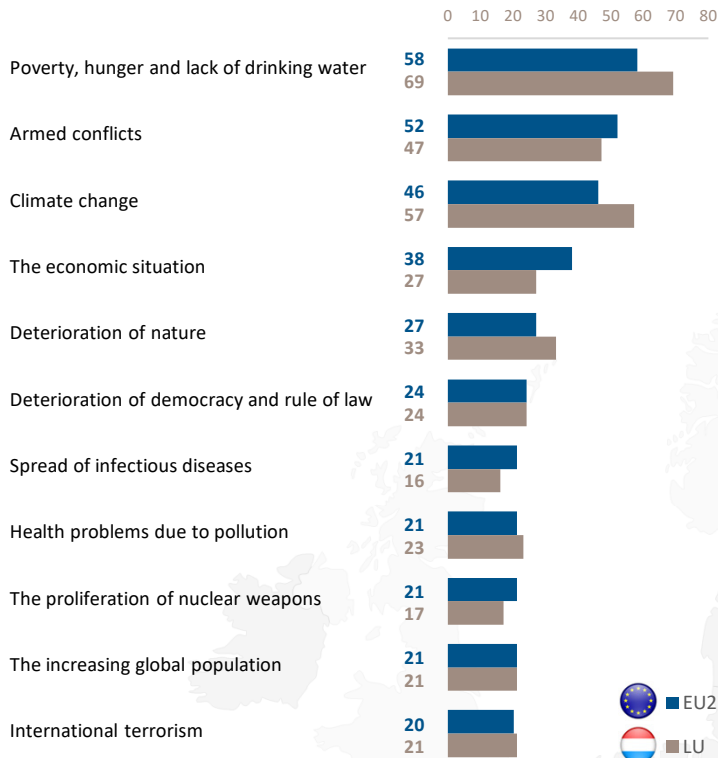 0 10 20 30 40 50 60 70 80
Poverty, hunger and lack of drinking water
58
69
Armed conflicts
52
47
Climate change
46
57
The economic situation
38
27
Deterioration of nature
27
33
Deterioration of democracy and rule of law
24
24
Spread of infectious diseases
21
16
Health problems due to pollution
21
23
The proliferation of nuclear weapons
21
17
The increasing global population
21
21
International terrorism
20
21
EU2
LU